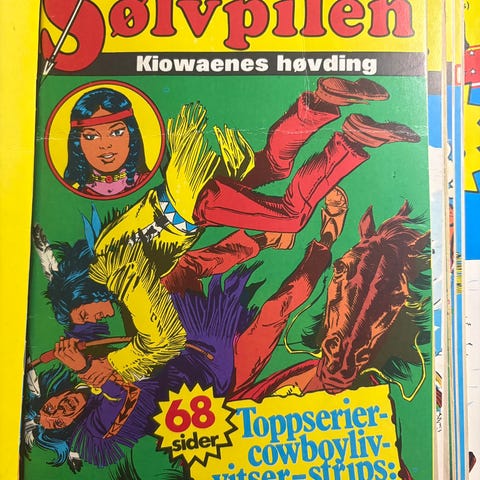 Sølvpilen
Kiowaenes høvding
68
sider
Toppserier-
cowboyliv-
vitser-strips: